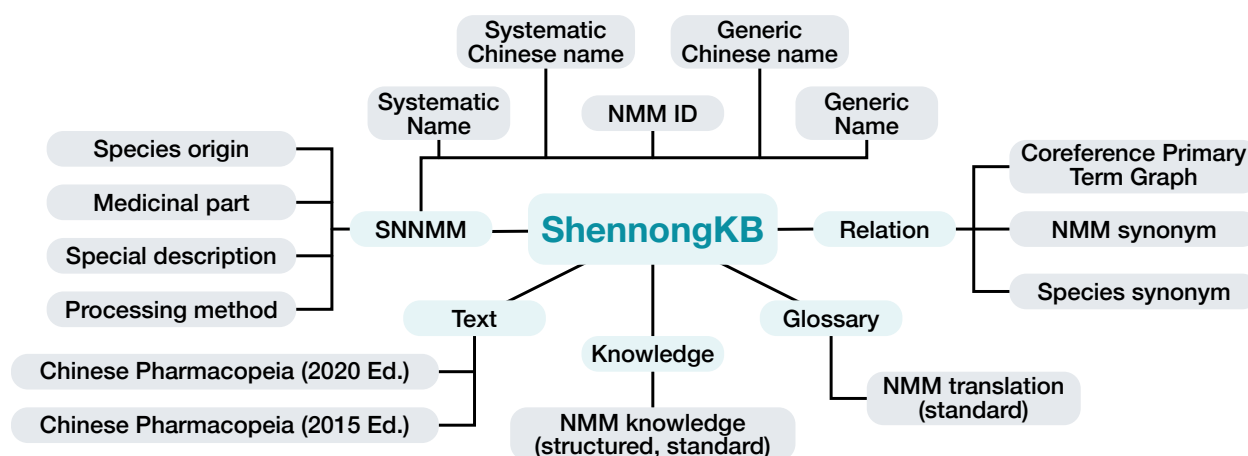 Systematic
Chinese name
Generic
Chinese name
Systematic
Name
NMM ID
Generic
Name
Species origin
Medicinal part
Special description
Processing method
SNNMM
ShennongKB
Relation
Coreference Primary
Term Graph
NMM synonym
Species synonym
Text
Knowledge
Glossary
Chinese Pharmacopeia (2020 Ed.)
Chinese Pharmacopeia (2015 Ed.)
NMM knowledge
(structured, standard)
NMM translation
(standard)